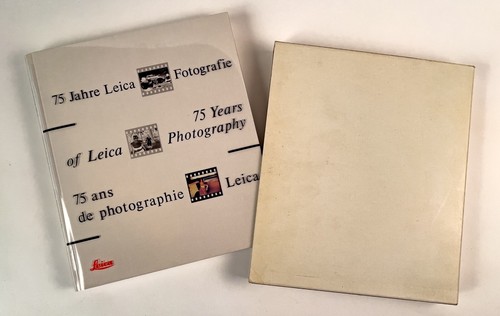 75 Jahre Leica Fotografie
75 Years
of Leica Photography
75 ans
de photographie Leica
Leica